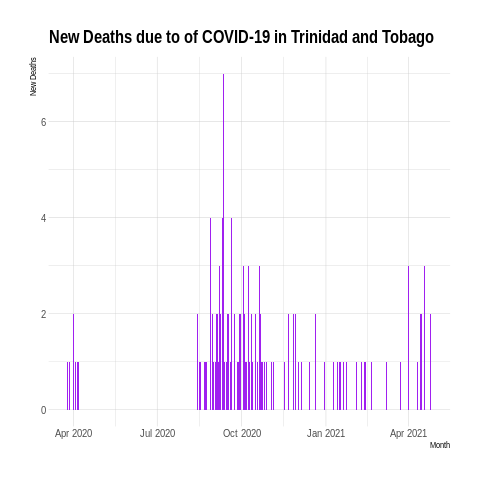 New Deaths due to of COVID-19 in Trinidad and Tobago
New Deaths
6
4
2
0
Apr 2020 Jul 2020 Oct 2020 Jan 2021 Apr 2021
Month